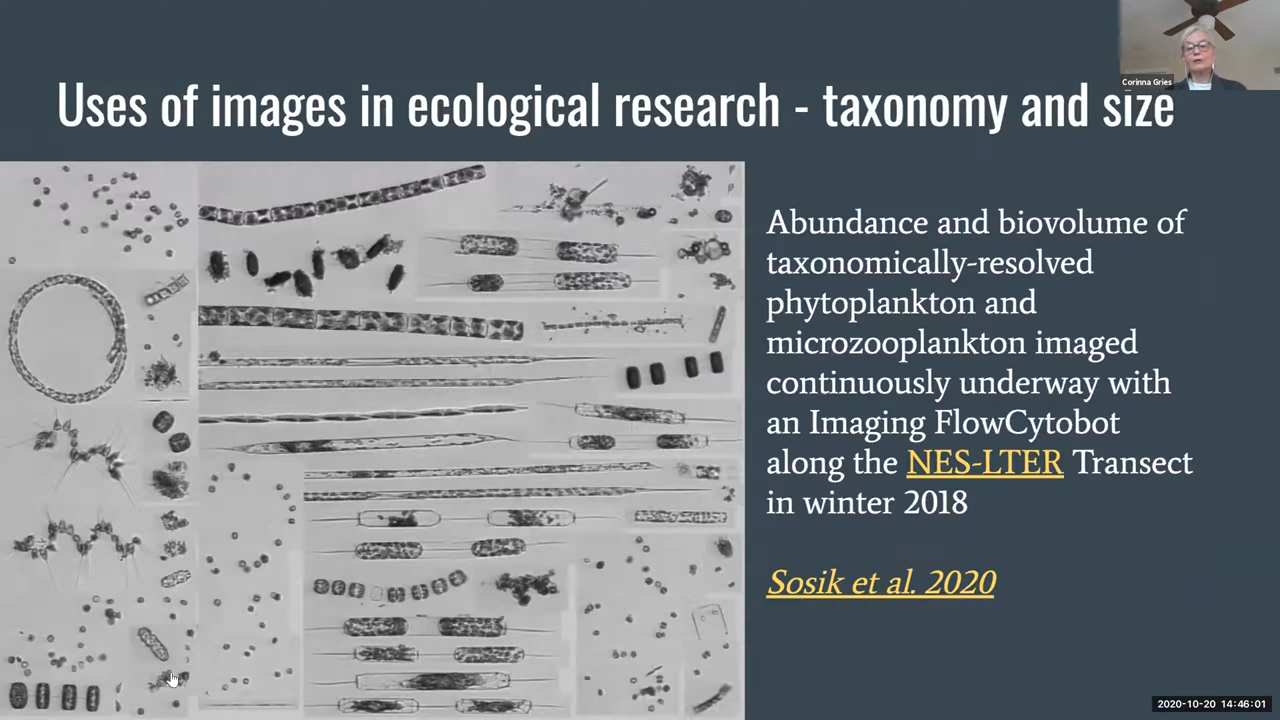 Corinna Gries
Uses of images in ecological research - taxonomy and size
Abundance and biovolume of
taxonomically-resolved
phytoplankton and
microzooplankton imaged
continuously underway with
an Imaging FlowCytobot
along the NES-LTER Transect
in winter 2018
Sosik et al. 2020
2020-10-20 14:46:01